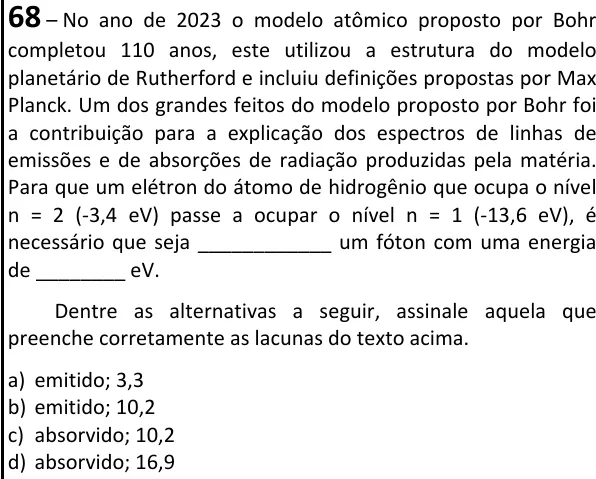 68 – No ano de 2023 o modelo atômico proposto por Bohr
completou 110 anos, este utilizou a estrutura do modelo
planetário de Rutherford e incluiu definições propostas por Max
Planck. Um dos grandes feitos do modelo proposto por Bohr foi
a contribuição para a explicação dos espectros de linhas de
emissões e de absorções de radiação produzidas pela matéria.
Para que um elétron do átomo de hidrogênio que ocupa o nível
n = 2 (-3,4 eV) passe a ocupar o nível n = 1 (-13,6 eV), é
necessário que seja _____________ um fóton com uma energia
de _________ eV.
Dentre as alternativas a seguir, assinale aquela que
preenche corretamente as lacunas do texto acima.
a) emitido; 3,3
b) emitido; 10,2
c) absorvido; 10,2
d) absorvido; 16,9